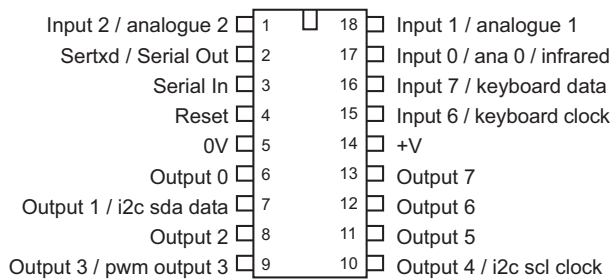 Input 2 / analogue 2 1 18 Input 1 / analogue 1
Sertxd / Serial Out 2 17 Input 0 / ana 0 / infrared
Serial In 3 16 Input 7 / keyboard data
Reset 4 15 Input 6 / keyboard clock
0V 5 14 +V
Output 0 6 13 Output 7
Output 1 / i2c sda data 7 12 Output 6
Output 2 8 11 Output 5
Output 3 / pwm output 3 9 10 Output 4 / i2c scl clock